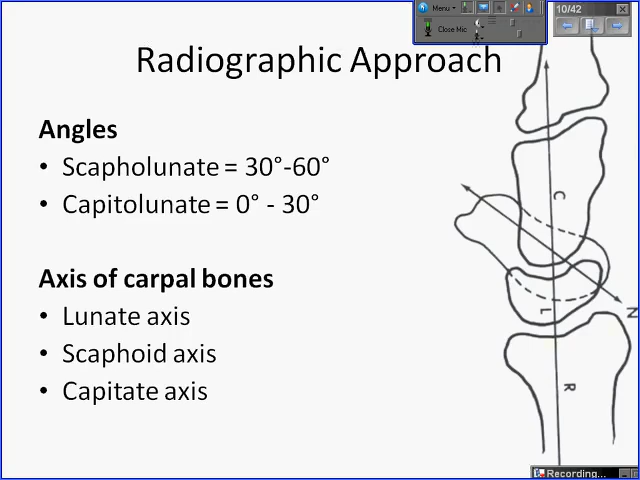 Menu
10/42
Close Mic
Radiographic Approach
Angles
• Scapholunate = 30°-60°
• Capitolunate = 0° - 30°
Axis of carpal bones
• Lunate axis
• Scaphoid axis
• Capitate axis
C
N
L
R
Recording...